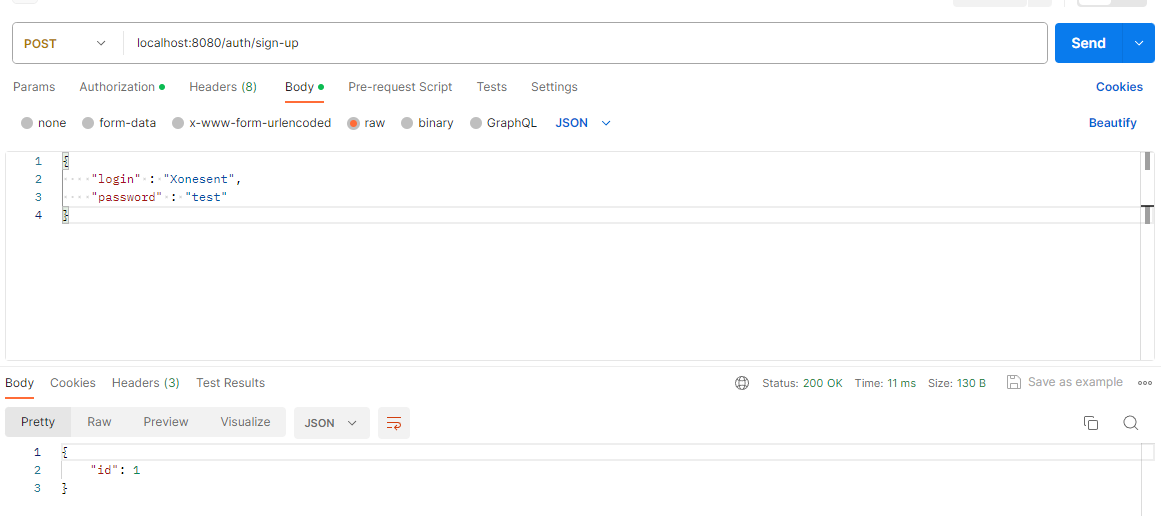 POST localhost:8080/auth/sign-up Send
Params Authorization Headers (8) Body Pre-request Script Tests Settings Cookies
none form-data x-www-form-urlencoded raw binary GraphQL JSON Beautify
1 {
2 "login" : "Xonesent",
3 "password" : "test"
4 }
Body Cookies Headers (3) Test Results Status: 200 OK Time: 11 ms Size: 130 B Save as example
Pretty Raw Preview Visualize JSON
1 {
2 "id": 1
3 }